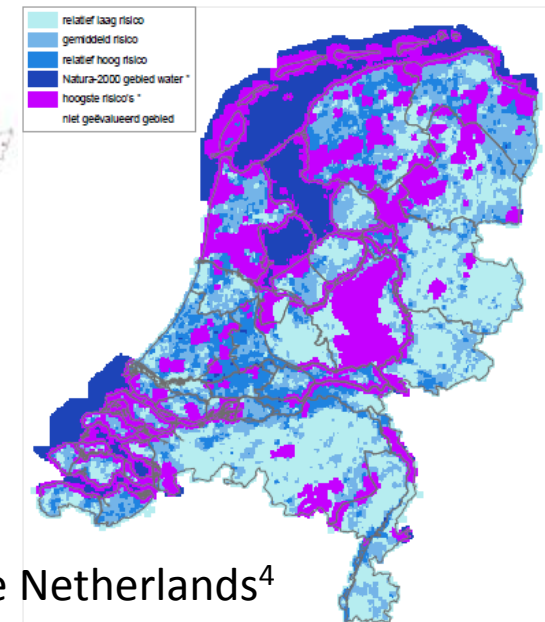 relatief laag risico
gemiddeld risico
relatief hoog risico
Natura-2000 gebied water *
hoogste risico's *
niet geëvalueerd gebied
e Netherlands⁴